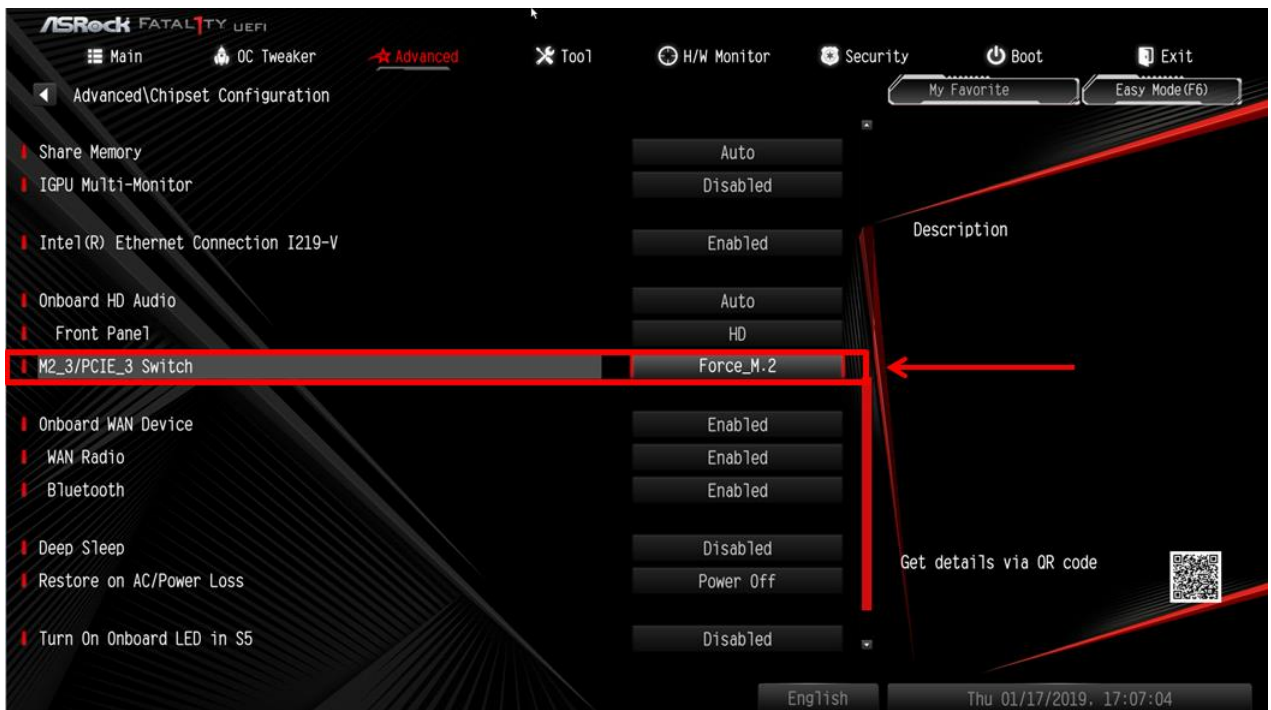 ASRock FATAL1TY UEFI
Main OC Tweaker Advanced Tool H/W Monitor Security Boot Exit
Advanced\Chipset Configuration My Favorite Easy Mode(F6)
Share Memory Auto
IGPU Multi-Monitor Disabled
Description
Intel(R) Ethernet Connection I219-V Enabled
Onboard HD Audio Auto
Front Panel HD
M2_3/PCIE_3 Switch Force_M.2
Onboard WAN Device Enabled
WAN Radio Enabled
Bluetooth Enabled
Deep Sleep Disabled
Get details via QR code
Restore on AC/Power Loss Power Off
Turn On Onboard LED in S5 Disabled
English Thu 01/17/2019, 17:07:04